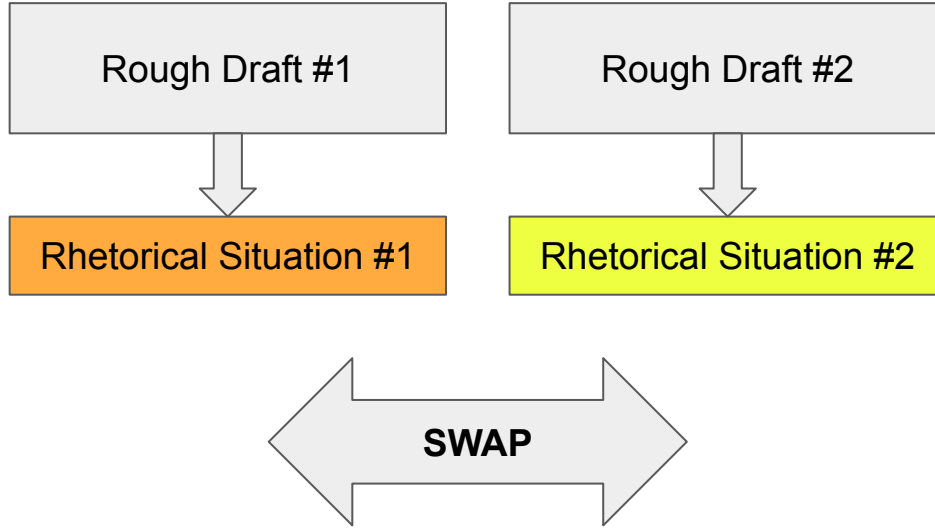 Rough Draft #1
Rough Draft #2
Rhetorical Situation #1
Rhetorical Situation #2
SWAP